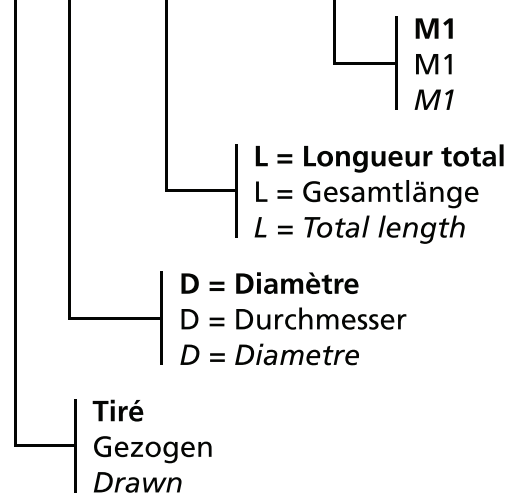 M1
M1
M1
L = Longueur total
L = Gesamtlänge
L = Total length
D = Diamètre
D = Durchmesser
D = Diametre
Tiré
Gezogen
Drawn